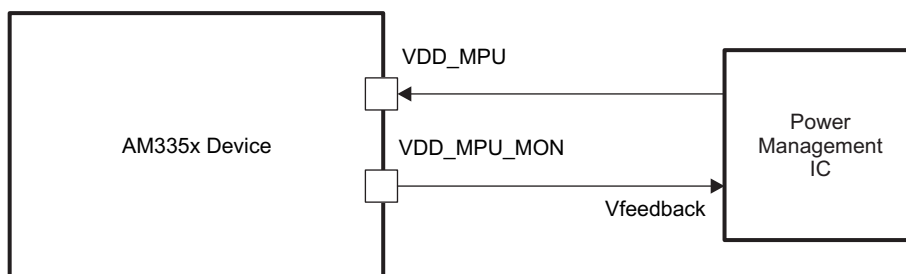 VDD_MPU
AM335x Device
VDD_MPU_MON
Vfeedback
Power
Management
IC